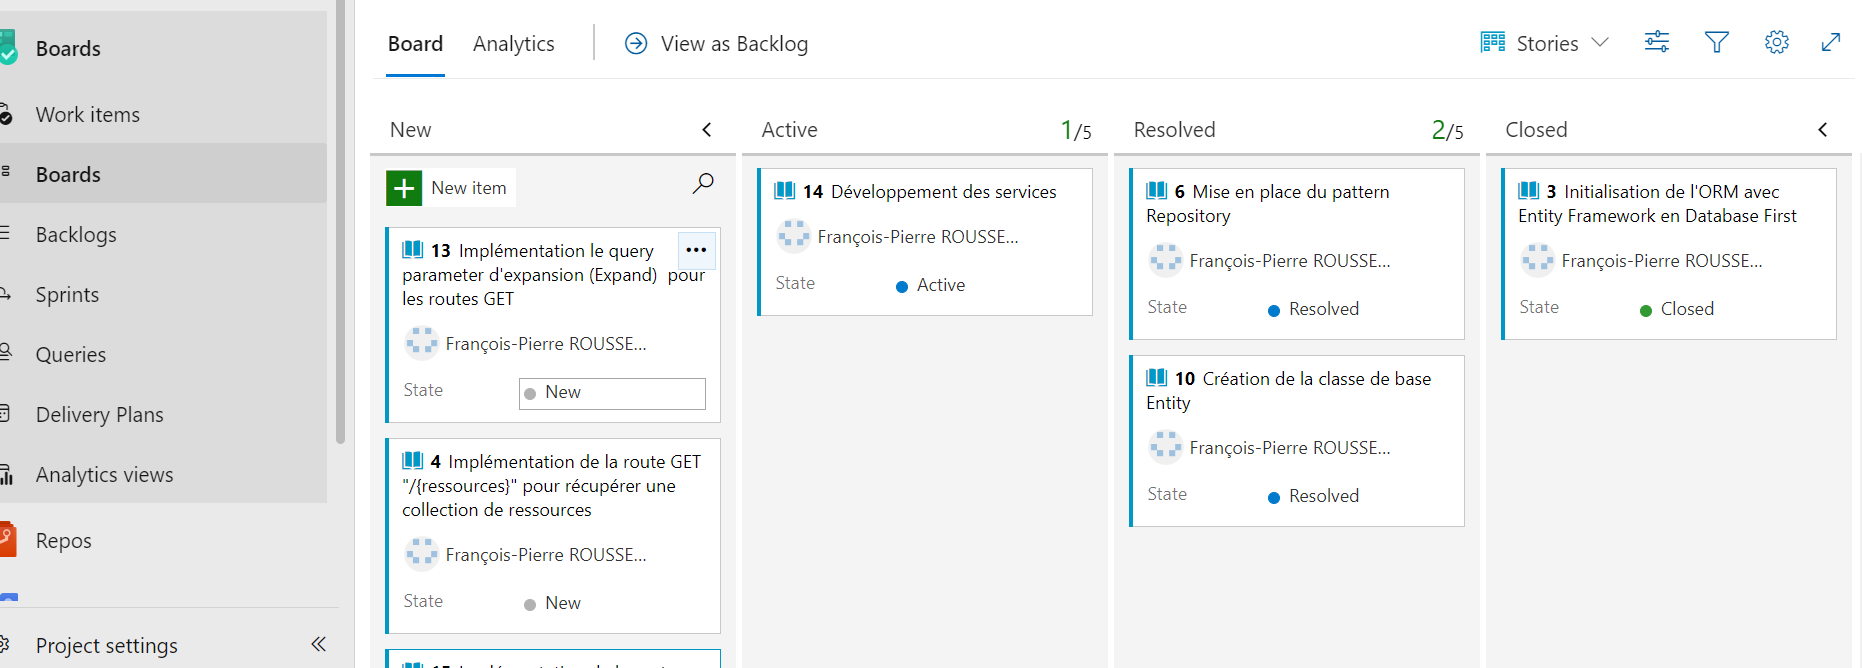 Boards
Work items
Boards
Backlogs
Sprints
Queries
Delivery Plans
Analytics views
Repos
Project settings
Board
Analytics
View as Backlog
Stories
New
New item
13 Implémentation le query
parameter d'expansion (Expand) pour
les routes GET
François-Pierre ROUSSE...
State
New
4 Implémentation de la route GET
"/{ressources}" pour récupérer une
collection de ressources
François-Pierre ROUSSE...
State
New
Active
1/5
14 Développement des services
François-Pierre ROUSSE...
State
Active
Resolved
2/5
6 Mise en place du pattern
Repository
François-Pierre ROUSSE...
State
Resolved
10 Création de la classe de base
Entity
François-Pierre ROUSSE...
State
Resolved
Closed
3 Initialisation de l'ORM avec
Entity Framework en Database First
François-Pierre ROUSSE...
State
Closed